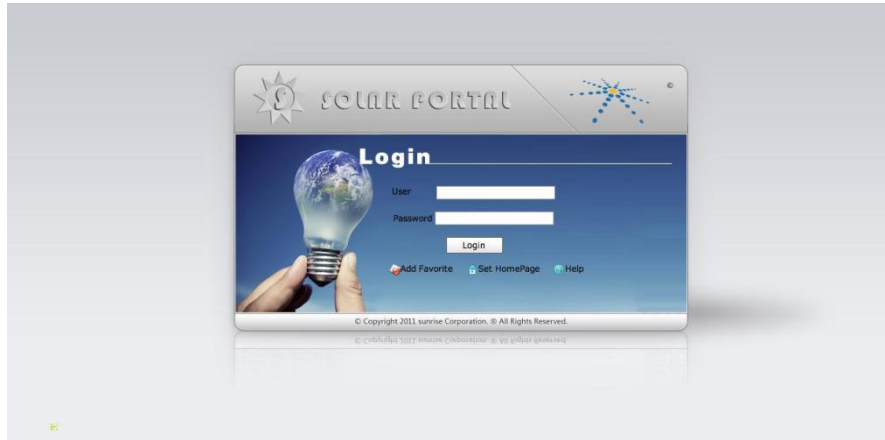 SOLAR PORTAL
©
Login
User
Password
Login
Add Favorite Set HomePage Help
© Copyright 2011 sunrise Corporation. ® All Rights Reserved.